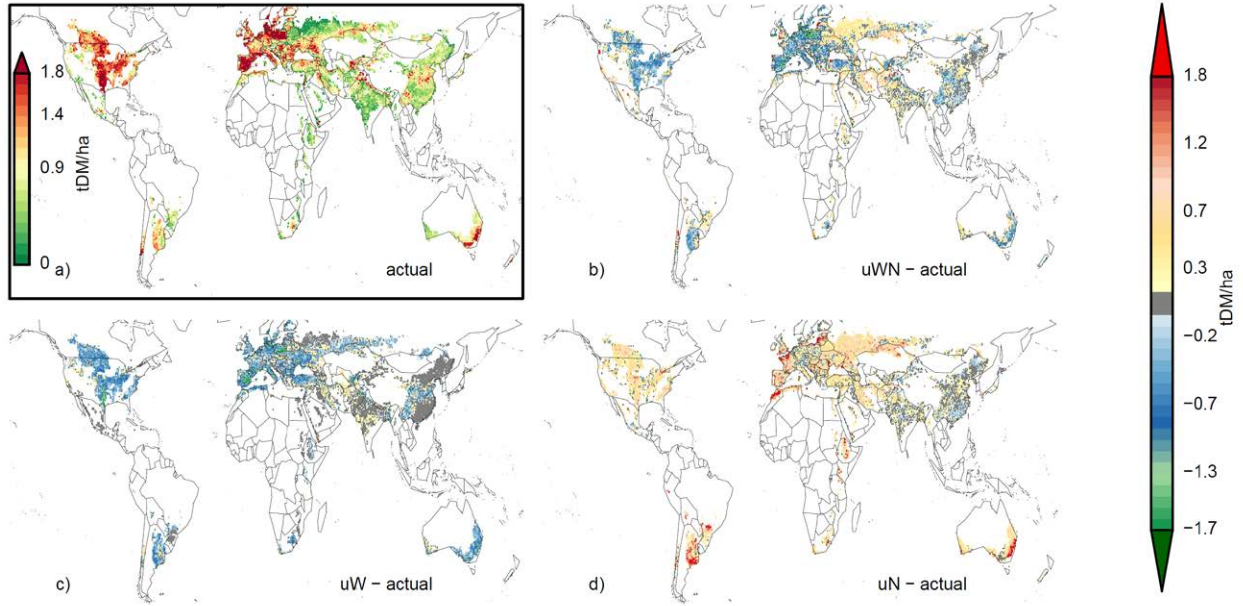 1.8
1.4
0.9
0
tDM/ha
a)
actual
b)
uWN − actual
c)
uW − actual
d)
uN − actual
1.8
1.2
0.7
0.3
−0.2
−0.7
−1.3
−1.7
tDM/ha